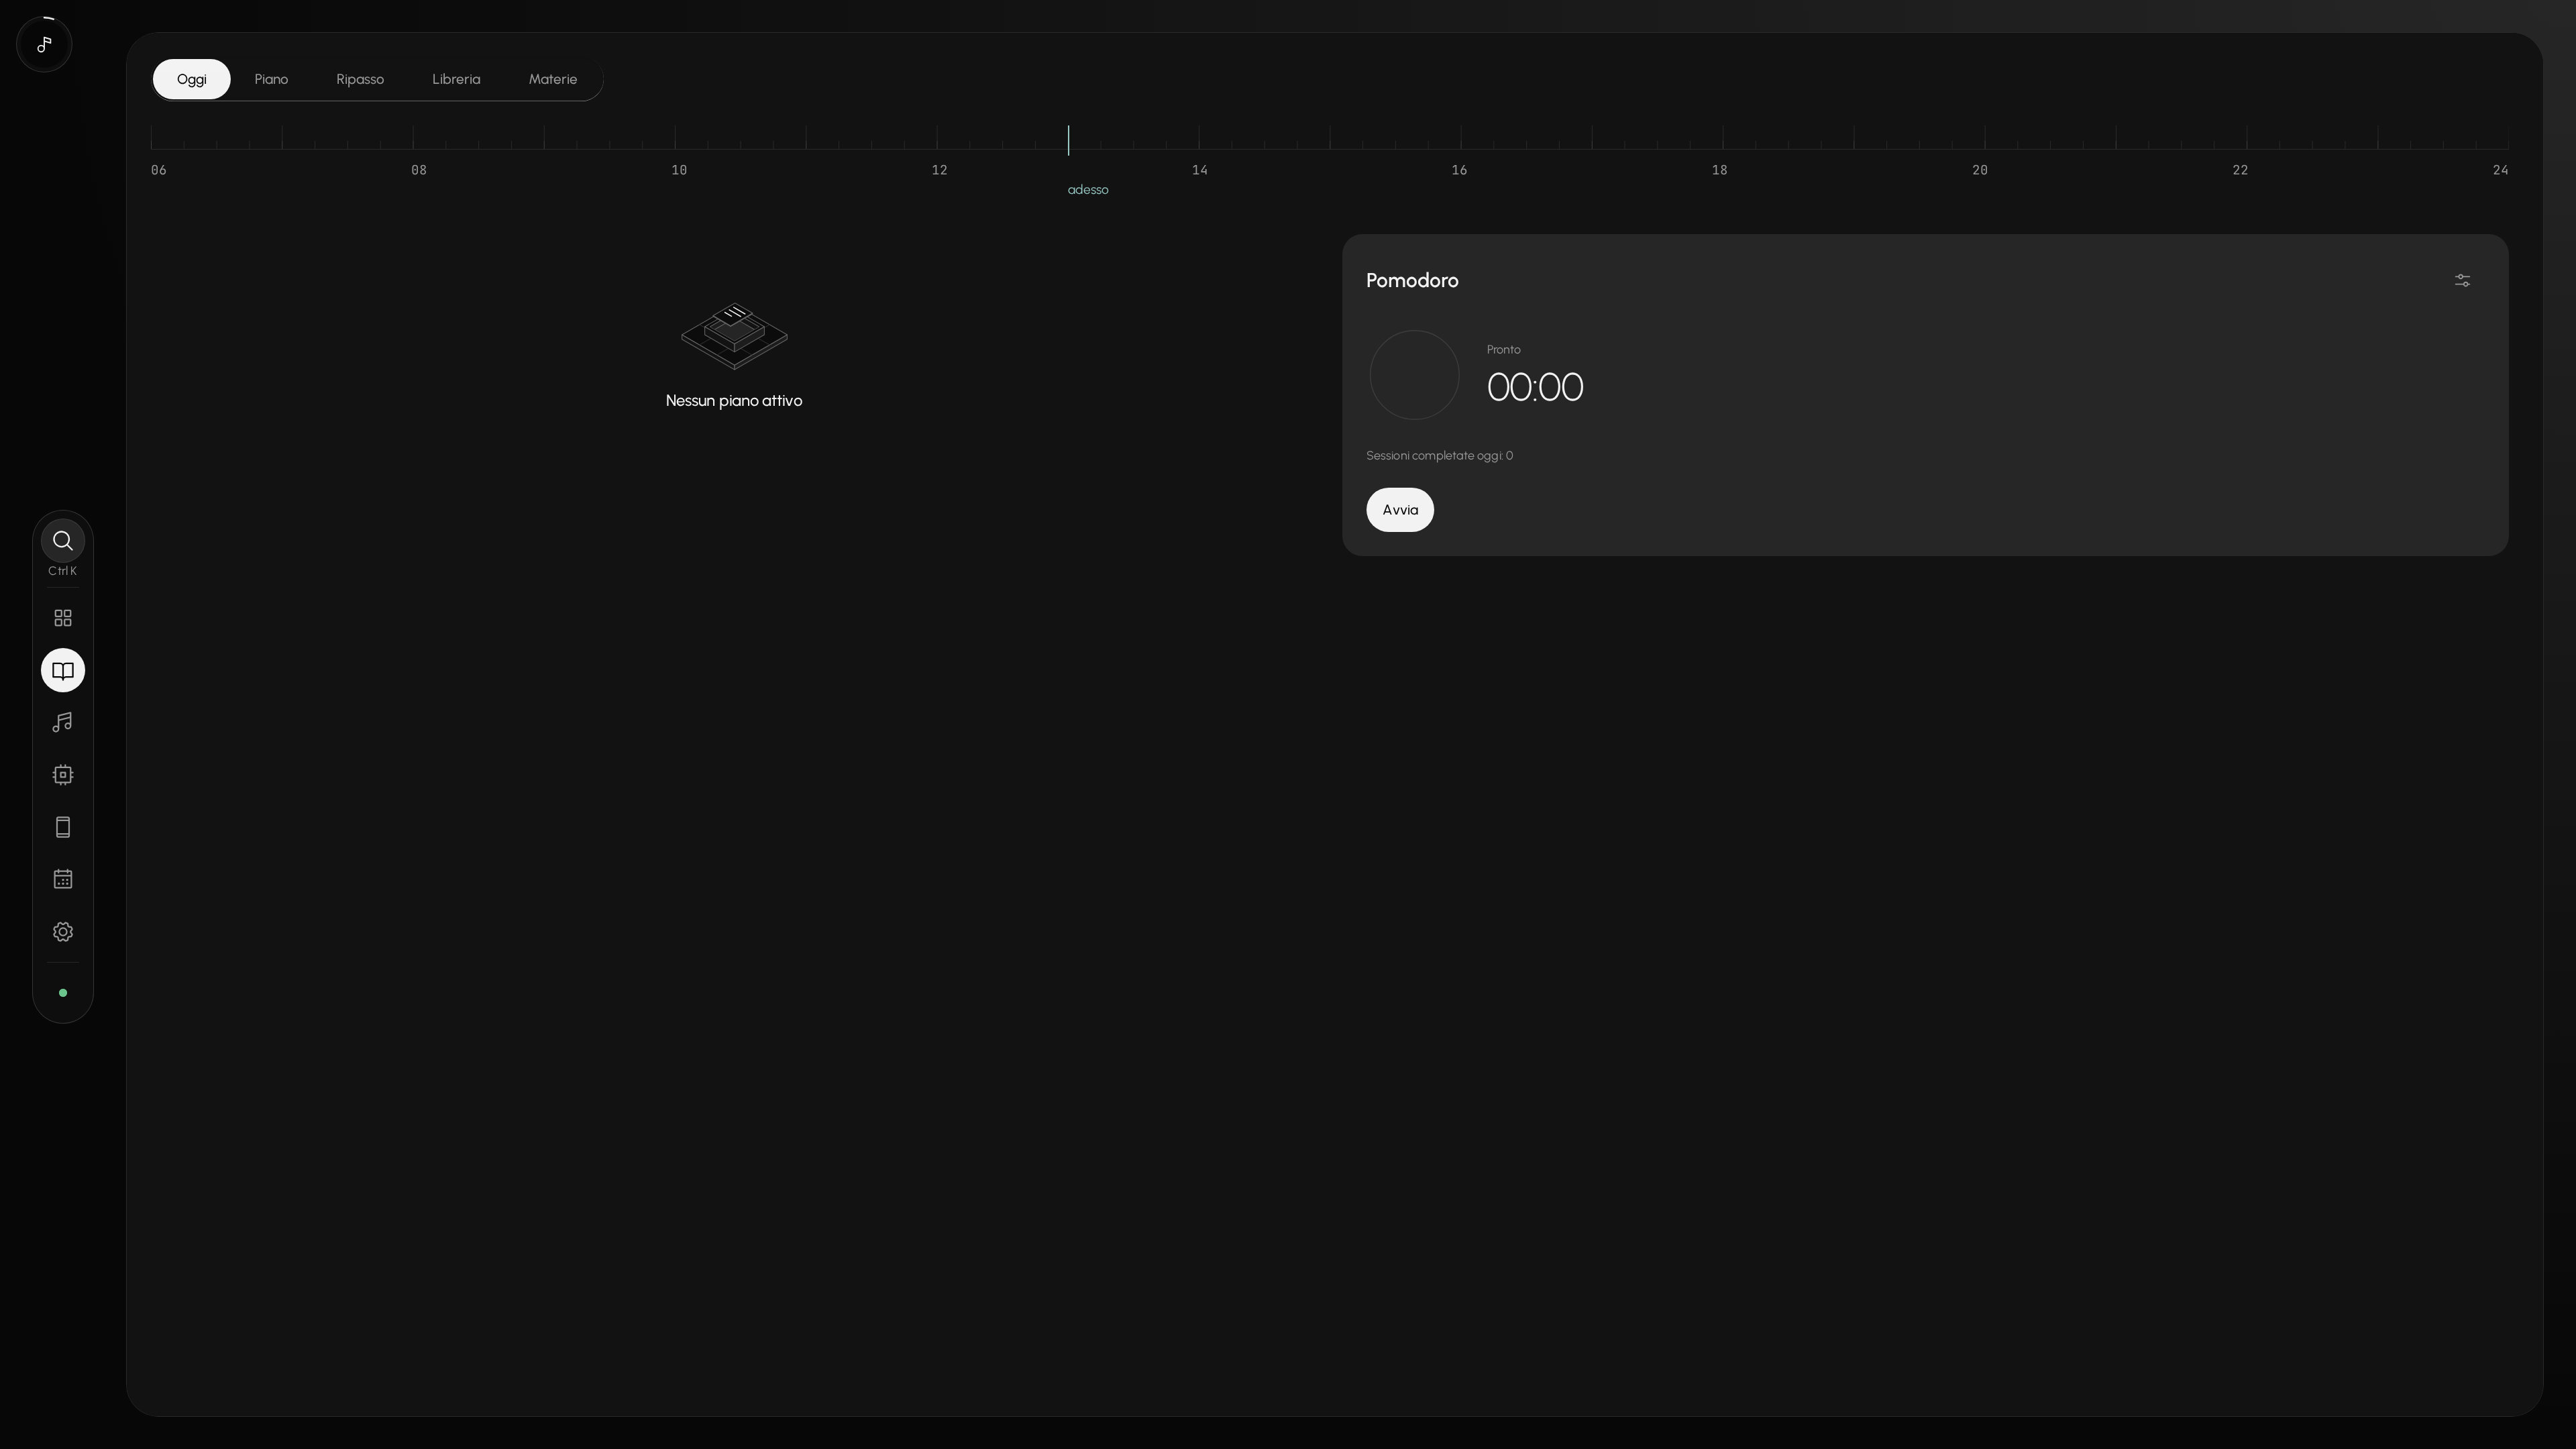 Oggi Piano Ripasso Libreria Materie
06 08 10 12 14 16 18 20 22 24
adesso
Nessun piano attivo
Pomodoro
Pronto
00:00
Sessioni completate oggi: 0
Avvia
Ctrl K